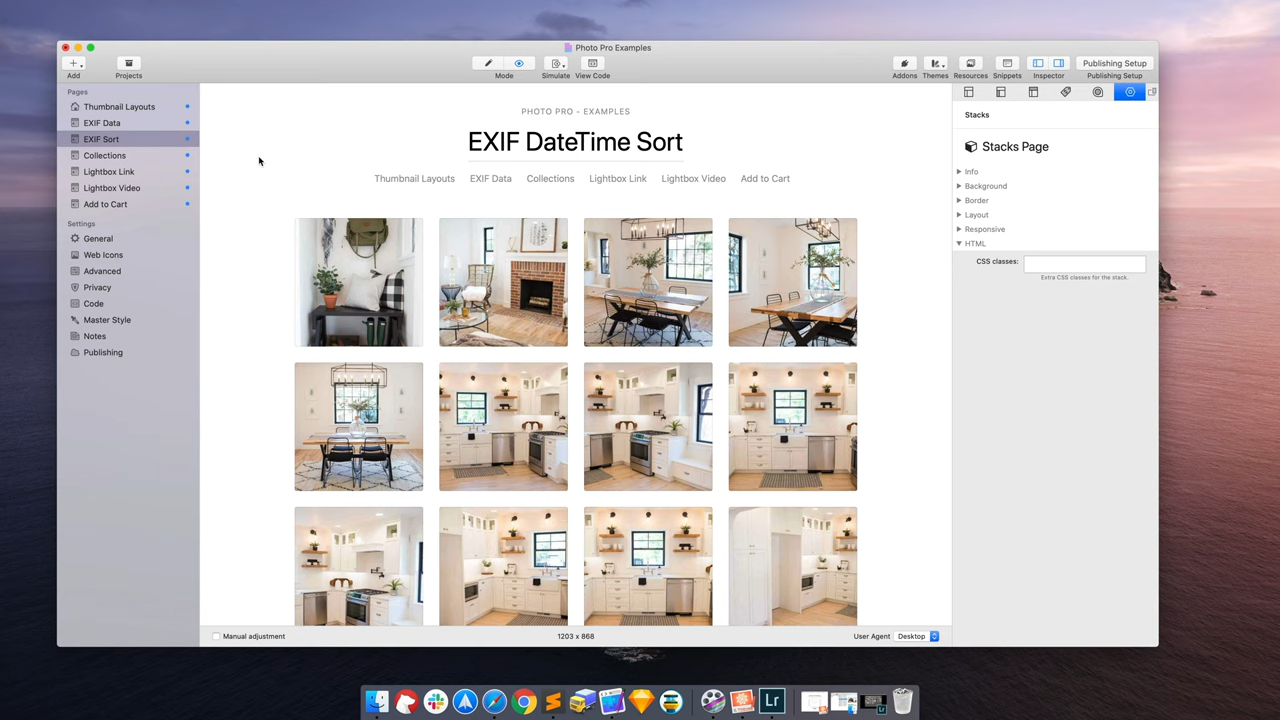 Photo Pro Examples
Add
Projects
Mode
Simulate
View Code
Addons
Themes
Resources
Snippets
Inspector
Publishing Setup
Publishing Setup
Pages
Thumbnail Layouts
EXIF Data
EXIF Sort
Collections
Lightbox Link
Lightbox Video
Add to Cart
Settings
General
Web Icons
Advanced
Privacy
Code
Master Style
Notes
Publishing
PHOTO PRO - EXAMPLES
EXIF DateTime Sort
Thumbnail Layouts EXIF Data Collections Lightbox Link Lightbox Video Add to Cart
Manual adjustment
1203 x 868
User Agent Desktop
Stacks
Stacks Page
Info
Background
Border
Layout
Responsive
HTML
CSS classes:
Extra CSS classes for the stack.
Lr